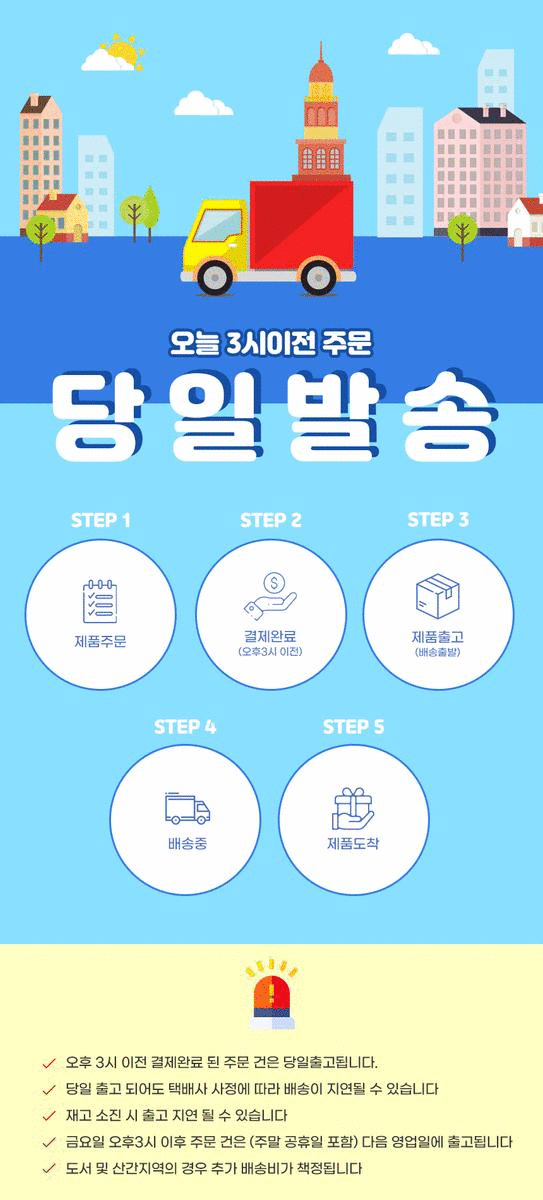 오늘 3시이전 주문
당일발송
STEP 1
STEP 2
STEP 3
제품주문
결제완료
(오후3시 이전)
제품출고
(배송출발)
STEP 4
STEP 5
배송중
제품도착
오후 3시 이전 결제완료 된 주문 건은 당일출고됩니다.
당일 출고 되어도 택배사 사정에 따라 배송이 지연될 수 있습니다
재고 소진 시 출고 지연 될 수 있습니다
금요일 오후3시 이후 주문 건은 (주말 공휴일 포함) 다음 영업일에 출고됩니다
도서 및 산간지역의 경우 추가 배송비가 책정됩니다